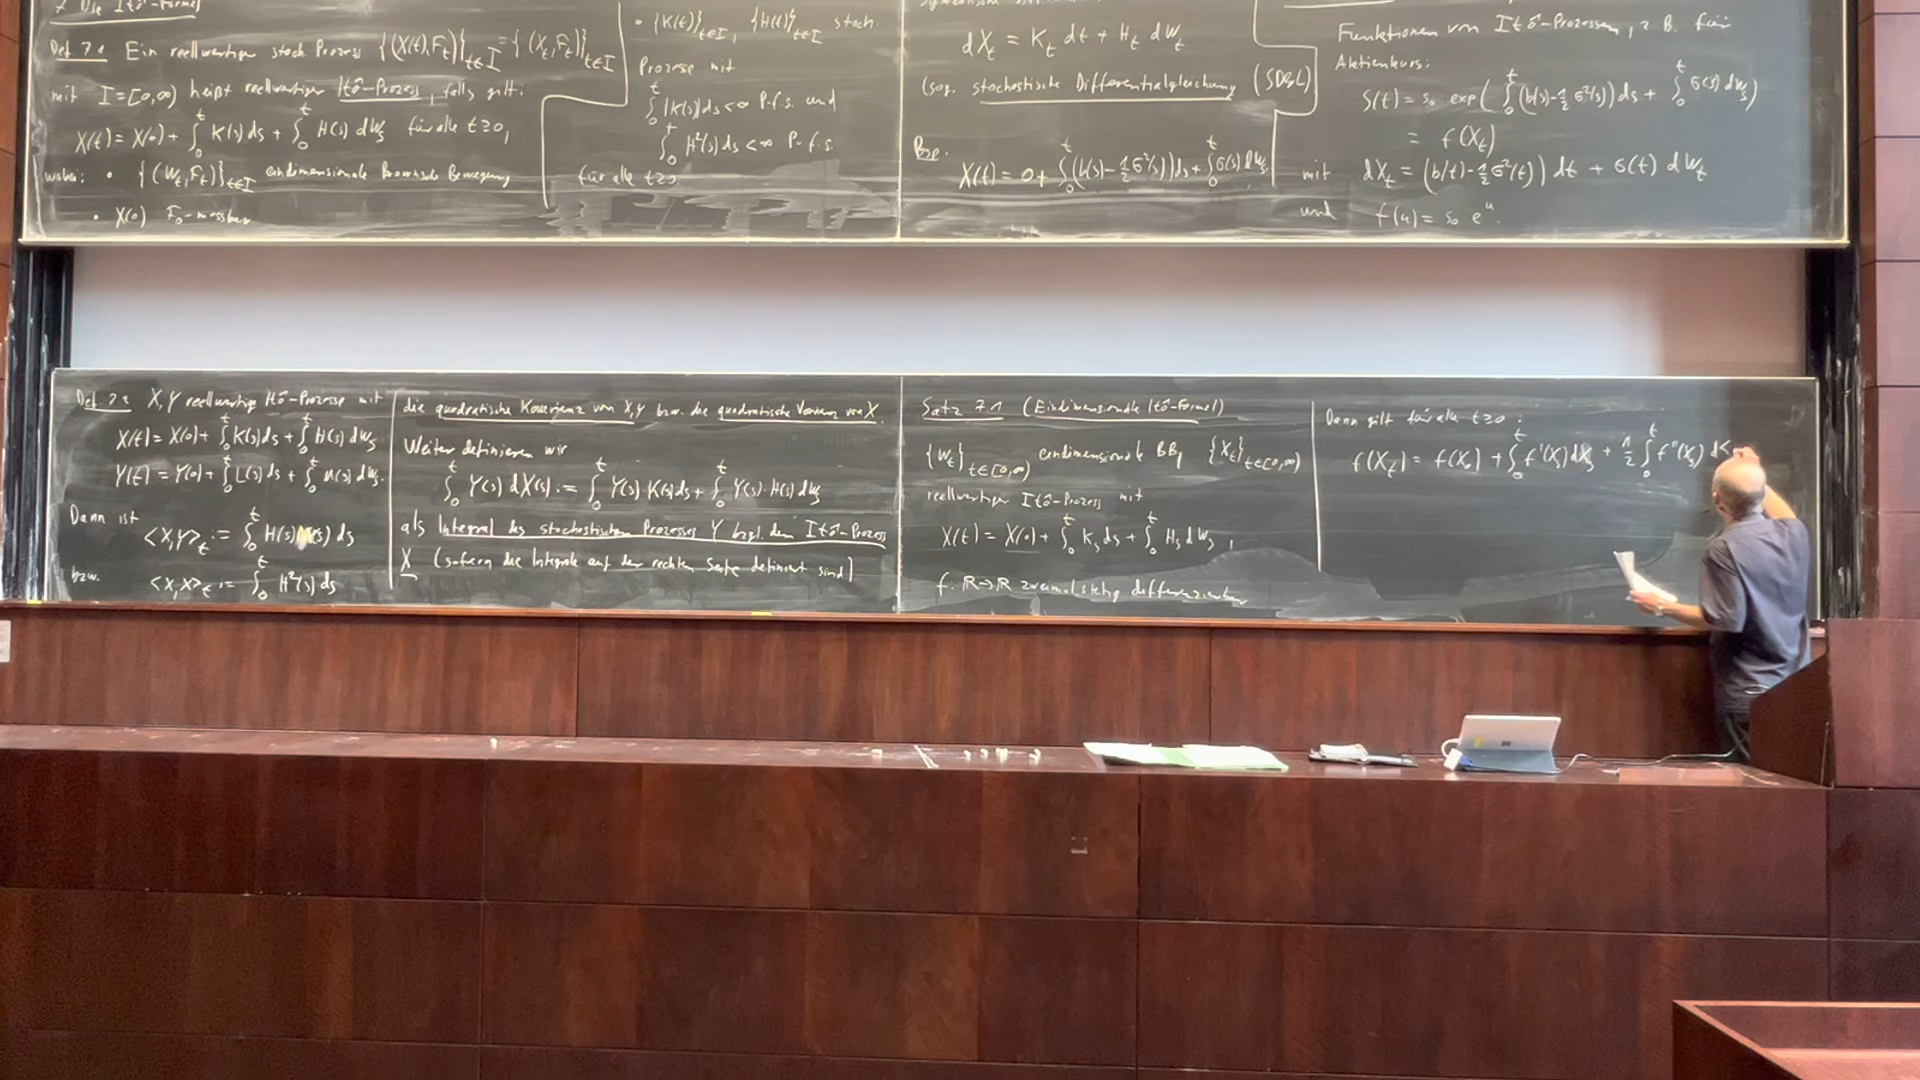 7 Die Itô-Formel
Def. 7.1 Ein reellwertiger stoch. Prozess {(X(t), F_t)}_{t∈I} = {(X_t, F_t)}_{t∈I}
mit I = [0,∞) heißt reellwertiger Itô-Prozess, falls gilt:
X(t) = X(0) + ∫_0^t K(s) ds + ∫_0^t H(s) dW_s für alle t≥0,
wobei: • {(W_t, F_t)}_{t∈I} eindimensionale Brownsche Bewegung
• X(0) F_0-messbar
• {K(t)}_{t∈I}, {H(t)}_{t∈I} stoch.
Prozesse mit
∫_0^t |K(s)| ds < ∞ P-f.s. und
∫_0^t H²(s) ds < ∞ P-f.s.
für alle t≥0
dX_t = K_t dt + H_t dW_t
(sog. stochastische Differentialgleichung (SDGL)
Bsp.
X(t) = 0 + ∫_0^t (b(s) - 1/2 σ²(s)) ds + ∫_0^t σ(s) dW_s
Funktionen von Itô-Prozessen, z.B. für
Aktienkurs:
S(t) = s_0 exp( ∫_0^t (b(s) - 1/2 σ²(s)) ds + ∫_0^t σ(s) dW_s )
= f(X_t)
mit dX_t = (b(t) - 1/2 σ²(t)) dt + σ(t) dW_t
und f(u) = s_0 e^u.
Def. 7.2 X, Y reellwertige Itô-Prozesse mit
X(t) = X(0) + ∫_0^t K(s) ds + ∫_0^t H(s) dW_s
Y(t) = Y(0) + ∫_0^t L(s) ds + ∫_0^t M(s) dW_s.
Dann ist
<X,Y>_t := ∫_0^t H(s) M(s) ds
bzw.
<X,X>_t := ∫_0^t H²(s) ds
die quadratische Kovarianz von X, Y bzw. die quadratische Varianz von X.
Weiter definieren wir
∫_0^t Y(s) dX(s) := ∫_0^t Y(s)·K(s) ds + ∫_0^t Y(s)·H(s) dW_s
als Integral des stochastischen Prozesses Y bzgl. dem Itô-Prozess
X (sofern die Integrale auf der rechten Seite definiert sind)
Satz 7.1 (Eindimensionale Itô-Formel)
{W_t}_{t∈[0,∞)} eindimensionale BB, {X_t}_{t∈[0,∞)}
reellwertiger Itô-Prozess mit
X(t) = X(0) + ∫_0^t K_s ds + ∫_0^t H_s dW_s,
f: ℝ→ℝ zweimal stetig differenzierbar
Dann gilt für alle t≥0:
f(X_t) = f(X_0) + ∫_0^t f'(X_s) dX_s + 1/2 ∫_0^t f''(X_s) d<